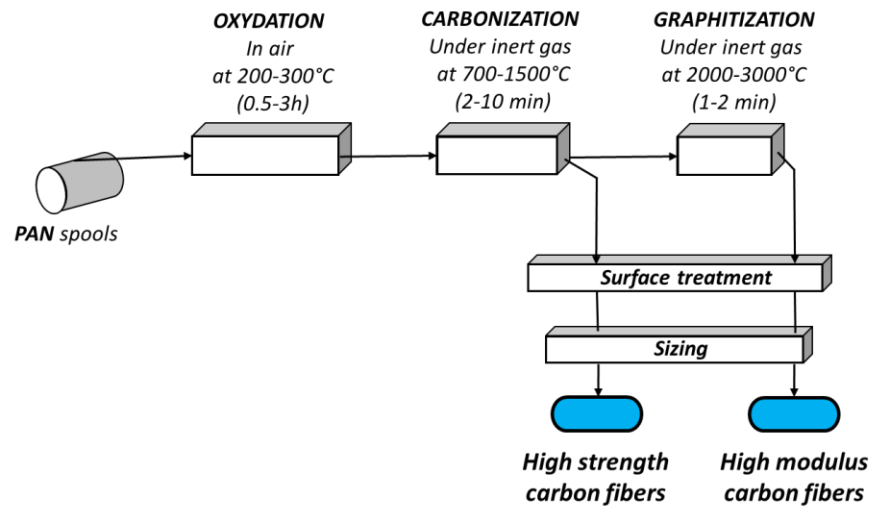 OXYDATION
In air
at 200-300°C
(0.5-3h)
CARBONIZATION
Under inert gas
at 700-1500°C
(2-10 min)
GRAPHITIZATION
Under inert gas
at 2000-3000°C
(1-2 min)
PAN spools
Surface treatment
Sizing
High strength
carbon fibers
High modulus
carbon fibers